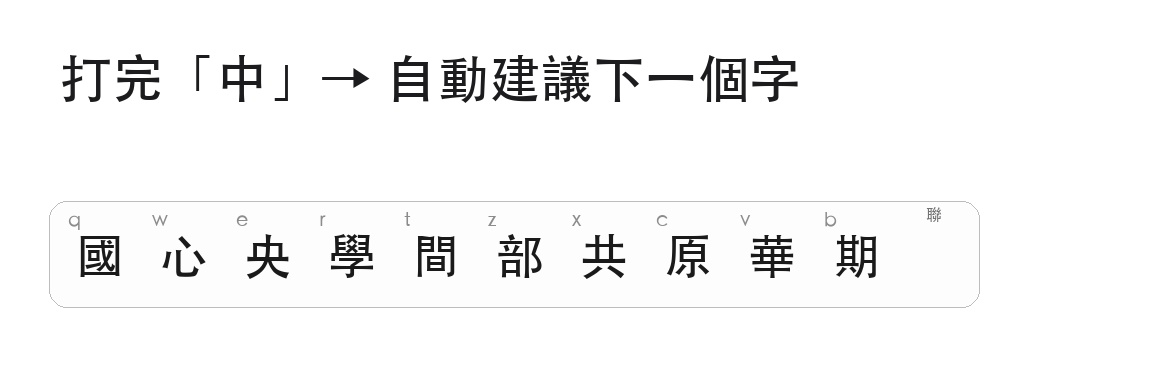 打完「中」→ 自動建議下一個字
q w e r t z x c v b 聯
國 心 央 學 間 部 共 原 華 期